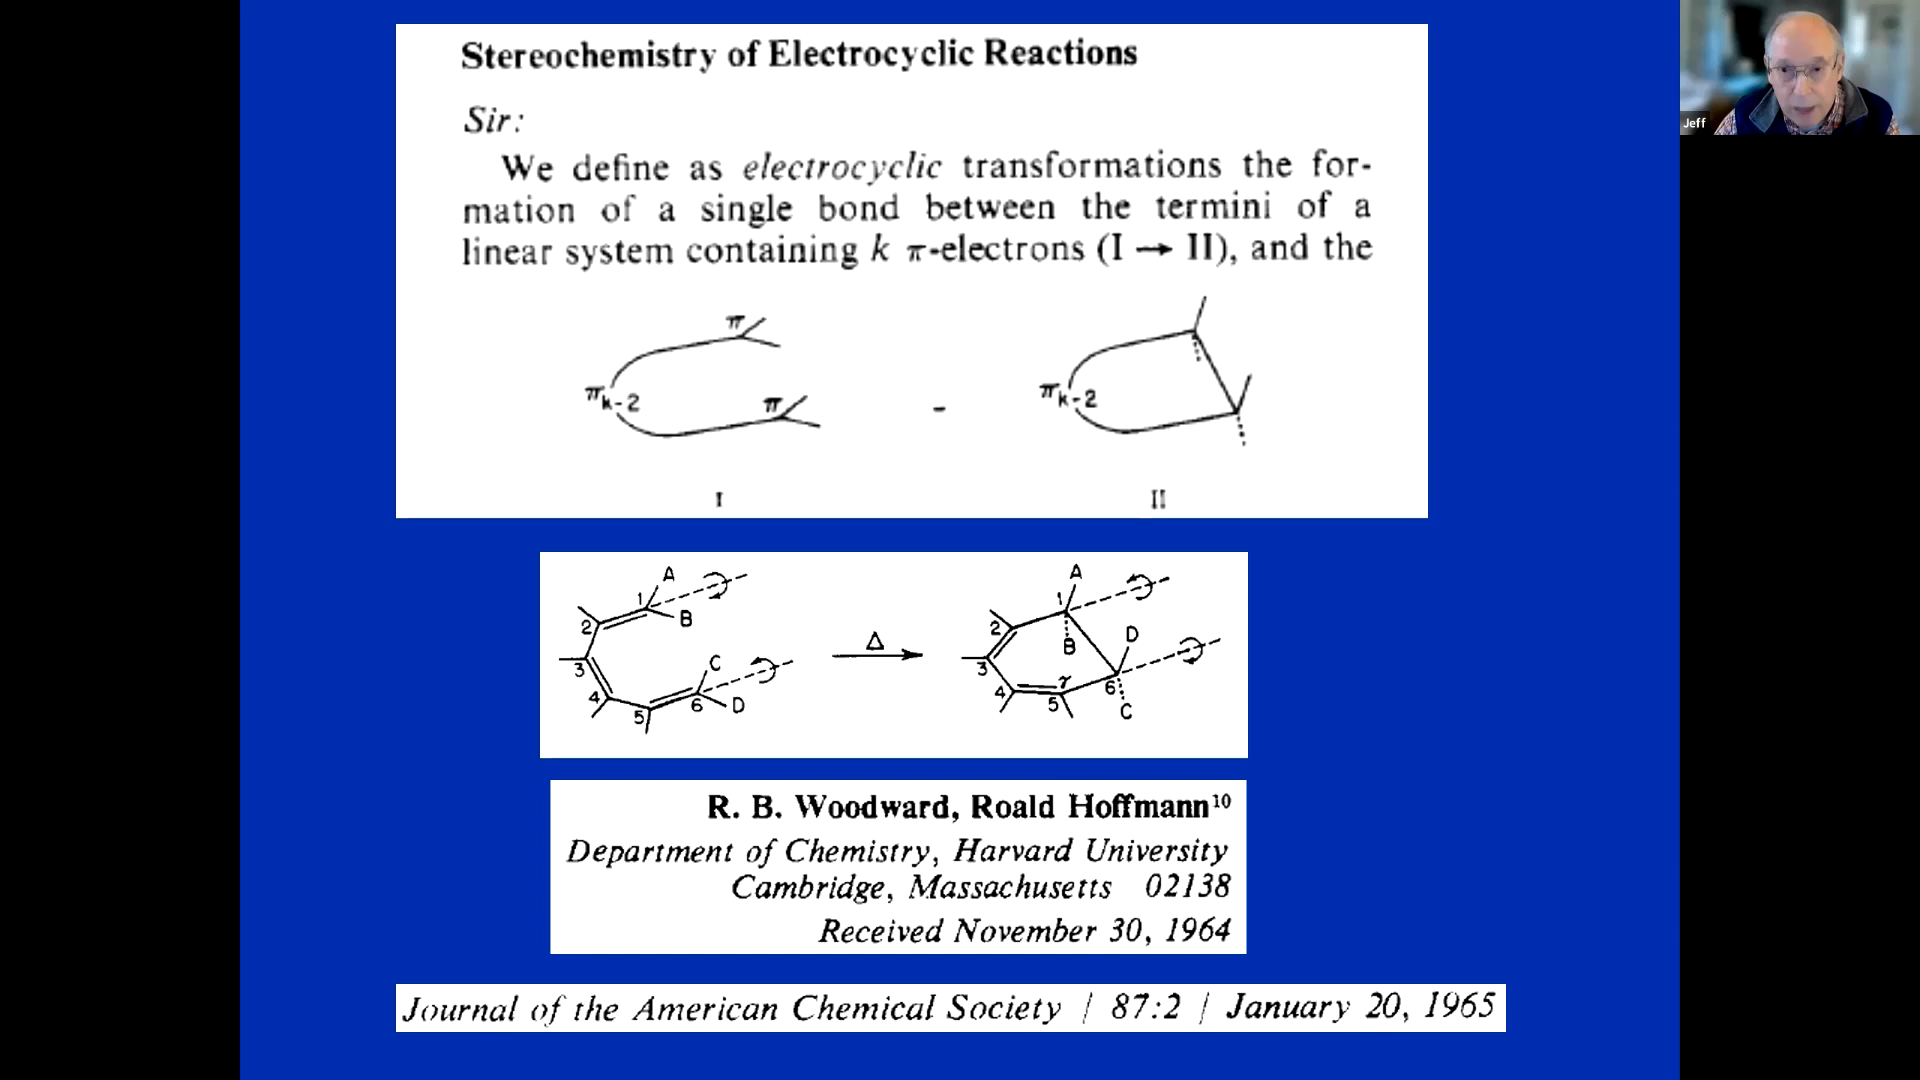 Stereochemistry of Electrocyclic Reactions
Sir:
We define as electrocyclic transformations the for-
mation of a single bond between the termini of a
linear system containing k π-electrons (I → II), and the
π
π
πk-2
πk-2
I
II
A
1
B
2
3
4
5
6
C
D
Δ
A
1
B
2
3
4
5
6
D
C
R. B. Woodward, Roald Hoffmann¹⁰
Department of Chemistry, Harvard University
Cambridge, Massachusetts 02138
Received November 30, 1964
Journal of the American Chemical Society | 87:2 | January 20, 1965
Jeff